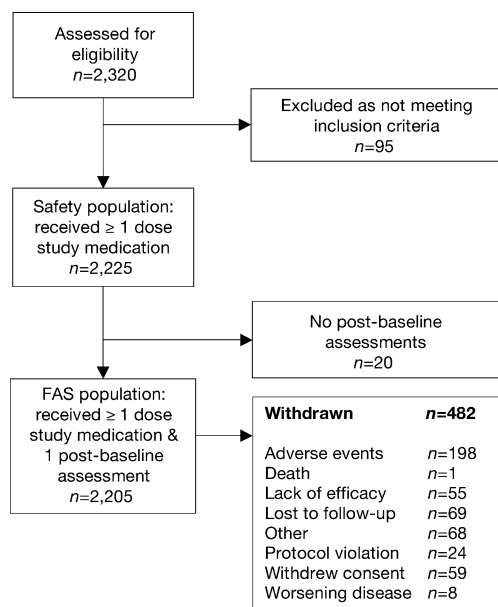 Assessed for
eligibility
n=2,320
Excluded as not meeting
inclusion criteria
n=95
Safety population:
received ≥ 1 dose
study medication
n=2,225
No post-baseline
assessments
n=20
FAS population:
received ≥ 1 dose
study medication &
1 post-baseline
assessment
n=2,205
Withdrawn n=482
Adverse events n=198
Death n=1
Lack of efficacy n=55
Lost to follow-up n=69
Other n=68
Protocol violation n=24
Withdrew consent n=59
Worsening disease n=8